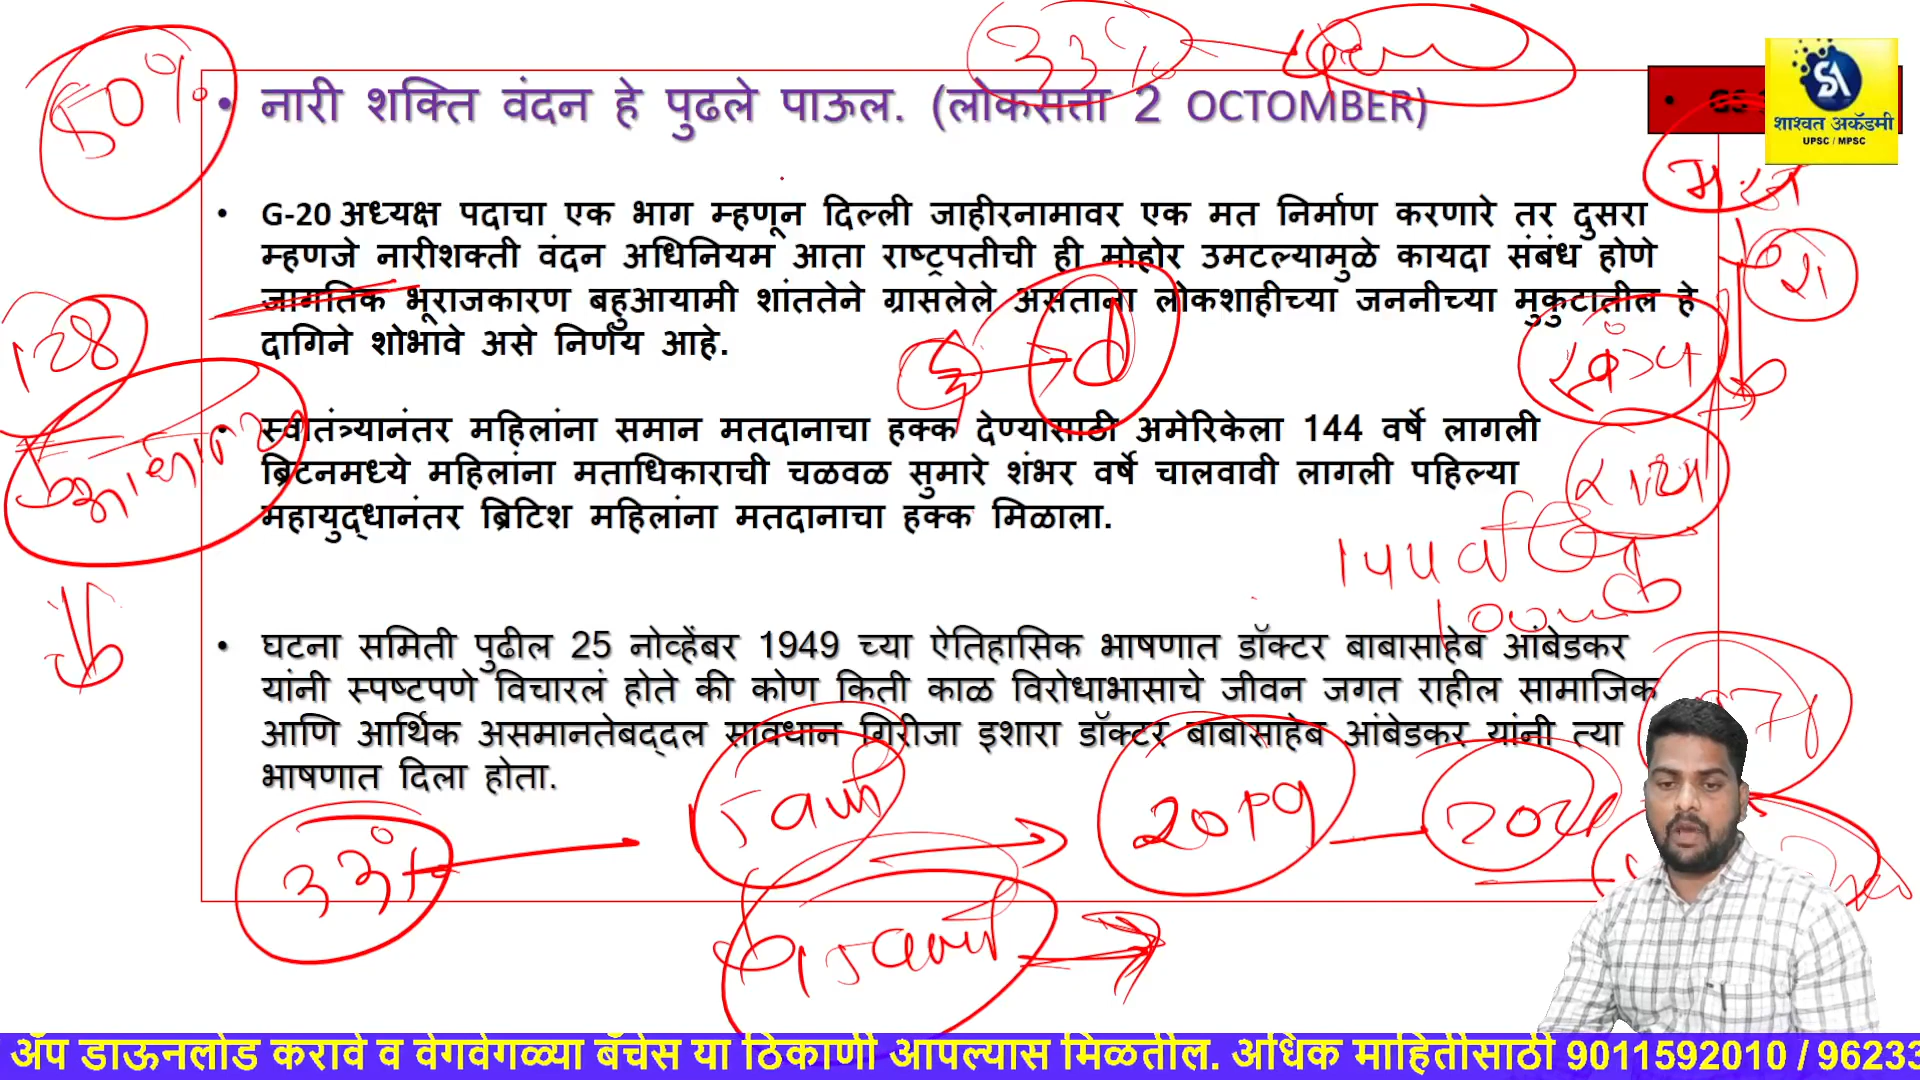 50%
33%
• नारी शक्ति वंदन हे पुढले पाऊल. (लोकसत्ता 2 OCTOMBER)
शाश्वत अकॅडमी
UPSC / MPSC
• G-20 अध्यक्ष पदाचा एक भाग म्हणून दिल्ली जाहीरनामावर एक मत निर्माण करणारे तर दुसरा
म्हणजे नारीशक्ती वंदन अधिनियम आता राष्ट्रपतीची ही मोहोर उमटल्यामुळे कायदा संबंध होणे
जागतिक भूराजकारण बहुआयामी शांततेने ग्रासलेले असताना लोकशाहीच्या जननीच्या मुकुटातील हे
दागिने शोभावे असे निर्णय आहे.
128
• स्वातंत्र्यानंतर महिलांना समान मतदानाचा हक्क देण्यासाठी अमेरिकेला 144 वर्षे लागली
ब्रिटनमध्ये महिलांना मताधिकाराची चळवळ सुमारे शंभर वर्षे चालवावी लागली पहिल्या
महायुद्धानंतर ब्रिटिश महिलांना मतदानाचा हक्क मिळाला.
राज्य
• घटना समिती पुढील 25 नोव्हेंबर 1949 च्या ऐतिहासिक भाषणात डॉक्टर बाबासाहेब आंबेडकर
यांनी स्पष्टपणे विचारलं होते की कोण किती काळ विरोधाभासाचे जीवन जगत राहील सामाजिक
आणि आर्थिक असमानतेबद्दल सावधान गिरीजा इशारा डॉक्टर बाबासाहेब आंबेडकर यांनी त्या
भाषणात दिला होता.
ॲप डाऊनलोड करावे व वेगवेगळ्या बॅचेस या ठिकाणी आपल्यास मिळतील. अधिक माहितीसाठी 9011592010 / 96233